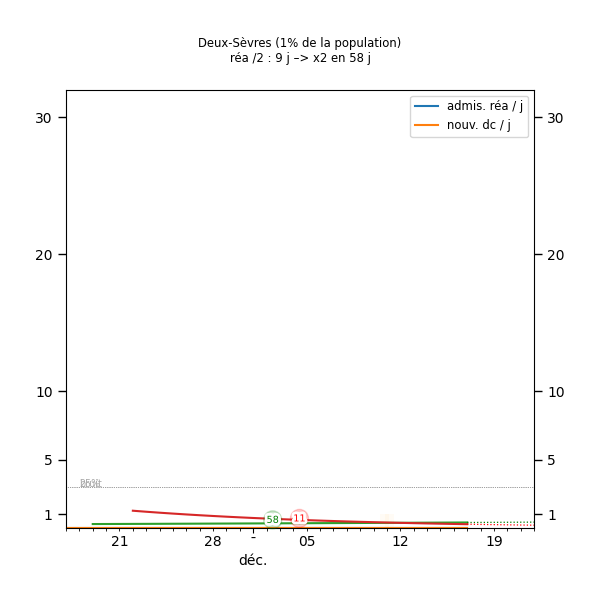 Deux-Sèvres (1% de la population)
réa /2 : 9 j –> x2 en 58 j
admis. réa / j
nouv. dc / j
30 30
20 20
10 10
5 5
1 58 11 1
21 28 - 05 12 19
déc.